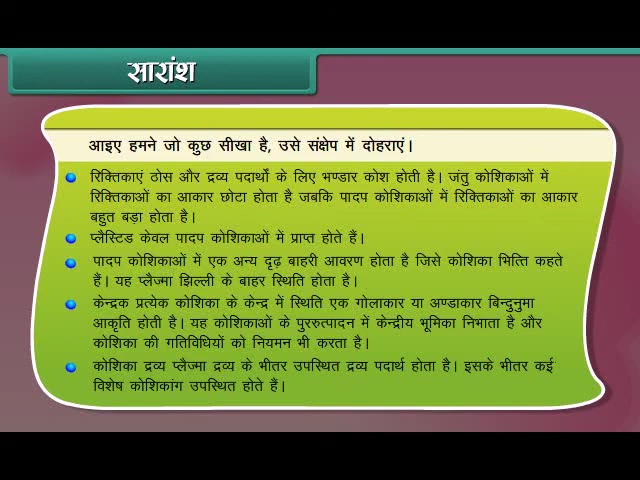 सारांश
आइए हमने जो कुछ सीखा है, उसे संक्षेप में दोहराएं।
रिक्तिकाएं ठोस और द्रव्य पदार्थों के लिए भण्डार कोश होती है। जंतु कोशिकाओं में
रिक्तिकाओं का आकार छोटा होता है जबकि पादप कोशिकाओं में रिक्तिकाओं का आकार
बहुत बड़ा होता है।
प्लैस्टिड केवल पादप कोशिकाओं में प्राप्त होते हैं।
पादप कोशिकाओं में एक अन्य दृढ़ बाहरी आवरण होता है जिसे कोशिका भित्ति कहते
हैं। यह प्लैज्मा झिल्ली के बाहर स्थिति होता है।
केन्द्रक प्रत्येक कोशिका के केन्द्र में स्थिति एक गोलाकार या अण्डाकार बिन्दुनुमा
आकृति होती है। यह कोशिकाओं के पुररुत्पादन में केन्द्रीय भूमिका निभाता है और
कोशिका की गतिविधियों को नियमन भी करता है।
कोशिका द्रव्य प्लैज्मा द्रव्य के भीतर उपस्थित द्रव्य पदार्थ होता है। इसके भीतर कई
विशेष कोशिकांग उपस्थित होते हैं।